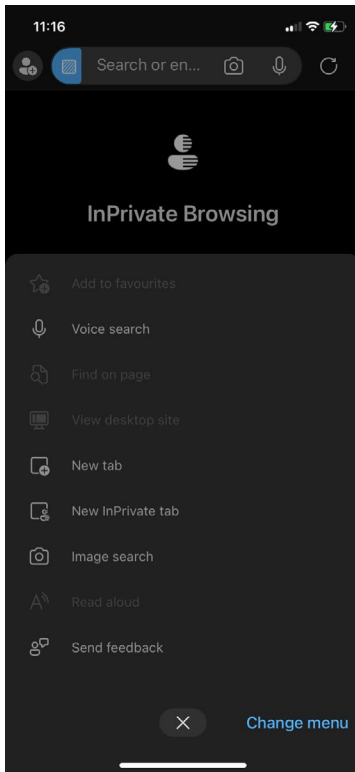 11:16
Search or en...
InPrivate Browsing
Add to favourites
Voice search
Find on page
View desktop site
New tab
New InPrivate tab
Image search
Read aloud
Send feedback
Change menu